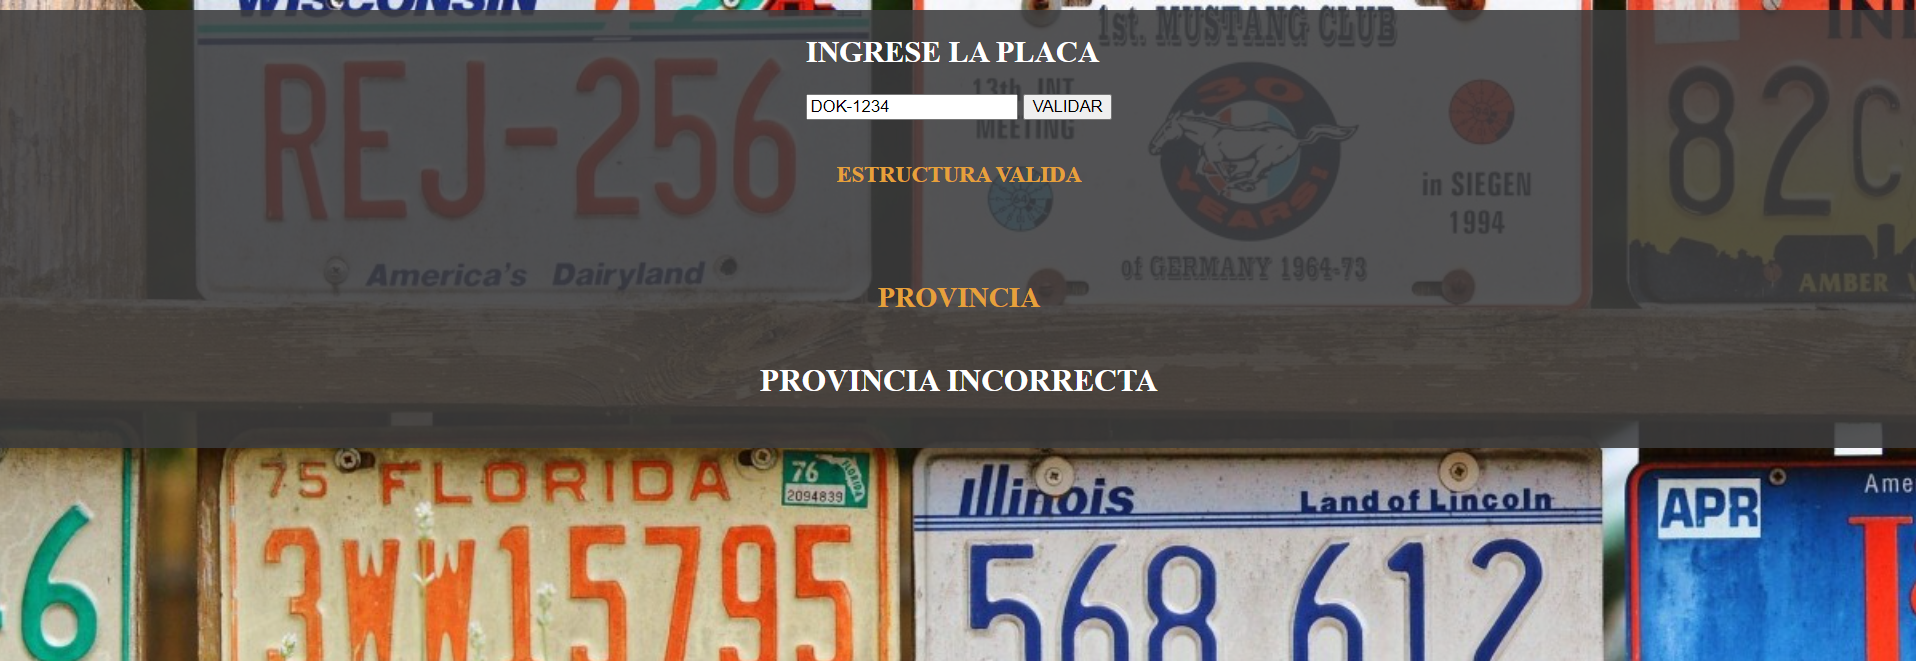 WISCONSIN
INGRESE LA PLACA
1st. MUSTANG CLUB
DOK-1234 VALIDAR
REJ-256
13th INT
MEETING
30
YEARS!
82C
ESTRUCTURA VALIDA
in SIEGEN
1994
America's Dairyland
of GERMANY 1964-73
AMBER
PROVINCIA
PROVINCIA INCORRECTA
75 FLORIDA 76
FLORIDA
2094839
Illinois Land of Lincoln
APR
6
3WW15795
568 612